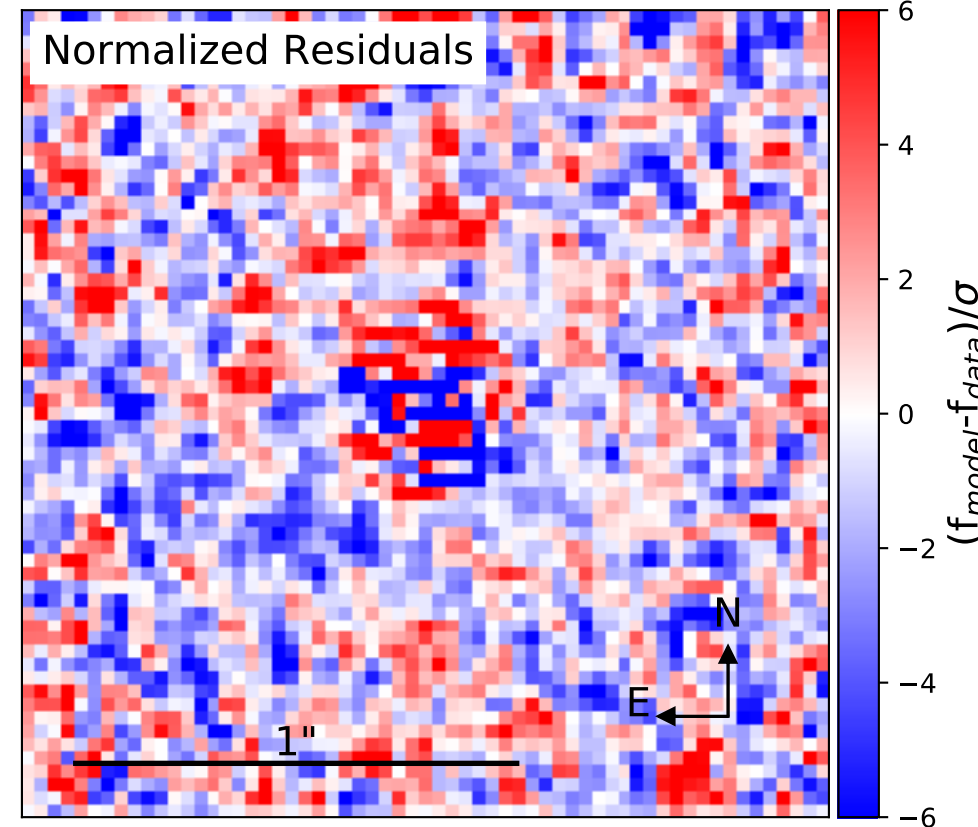 Normalized Residuals
6
4
2
0
−2
−4
−6
(f_model-f_data)/σ
N
E
1"